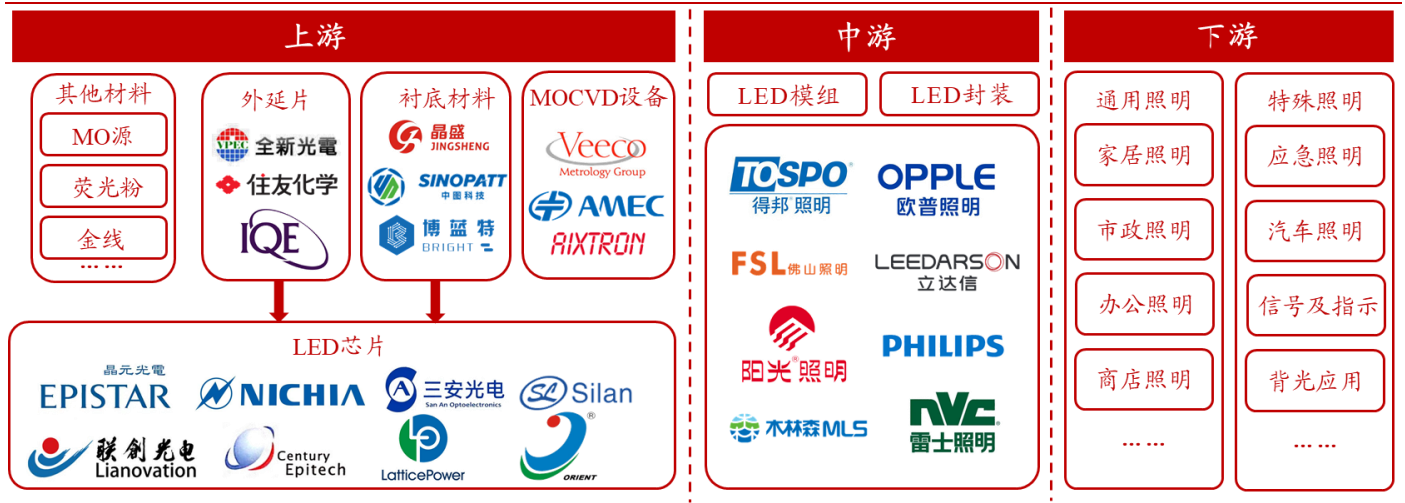 上游
其他材料
MO源
荧光粉
金线
… …
外延片
VPEC
全新光電
住友化学
IQE
衬底材料
晶盛
JINGSHENG
SINOPATT
中图科技
博蓝特
BRIGHT
MOCVD设备
Veeco
Metrology Group
AMEC
AIXTRON
LED芯片
晶元光電
EPISTAR
NICHIA
三安光电
San An Optoelectronics
SL Silan
联创光电
Lianovation
Century
Epitech
LP
LatticePower
®
ORIENT
中游
LED模组
LED封装
TOSPO®
得邦照明
OPPLE
欧普照明
FSL佛山照明
LEEDARSON
立达信
阳光®照明
PHILIPS
木林森MLS
nvc
雷士照明
下游
通用照明
家居照明
市政照明
办公照明
商店照明
… …
特殊照明
应急照明
汽车照明
信号及指示
背光应用
… …